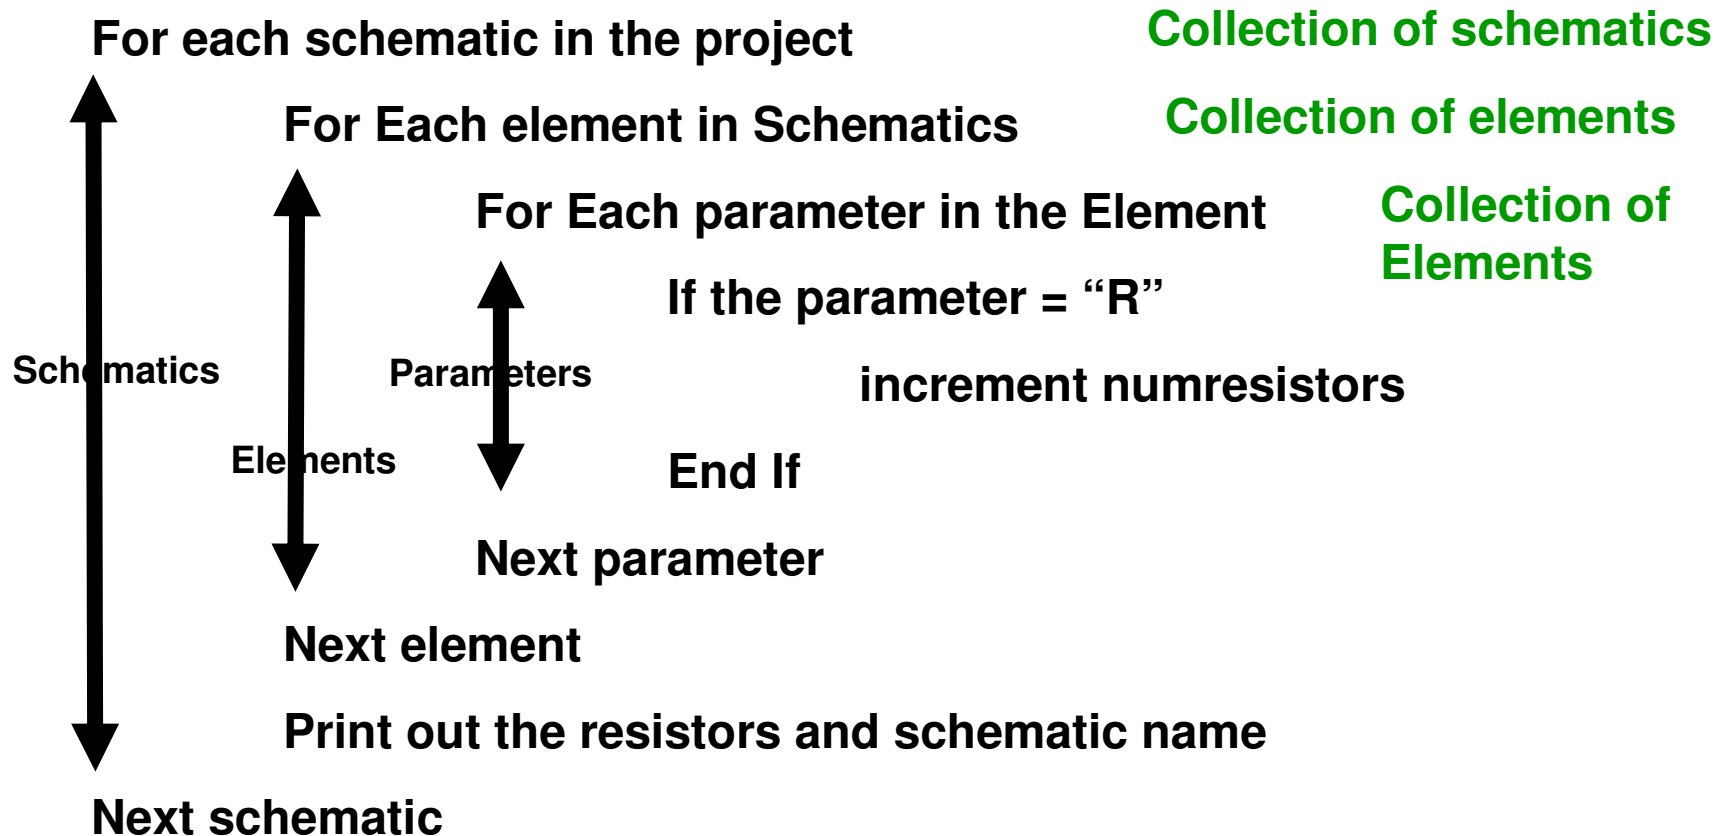 For each schematic in the project
Collection of schematics
For Each element in Schematics
Collection of elements
For Each parameter in the Element
Collection of
Elements
If the parameter = “R”
Schematics
Parameters
increment numresistors
Elements
End If
Next parameter
Next element
Print out the resistors and schematic name
Next schematic